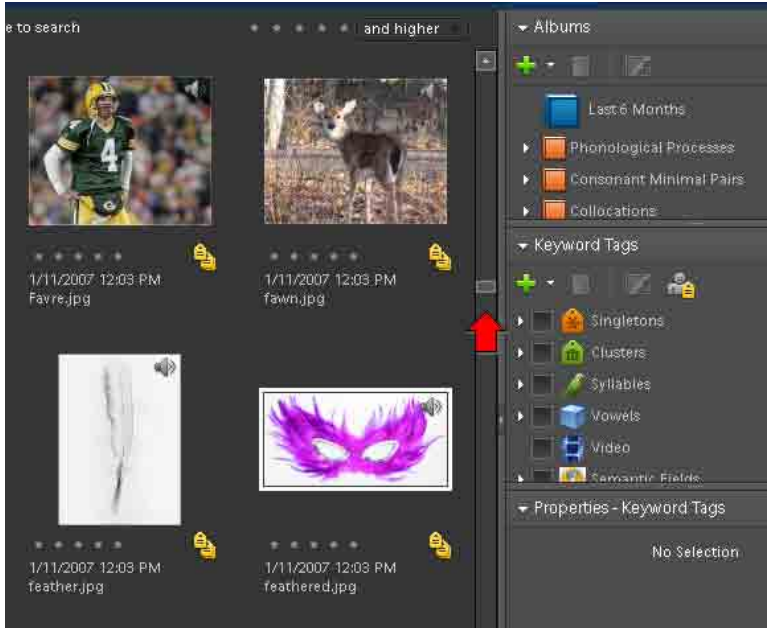 e to search
and higher
4
G
1/11/2007 12:03 PM
Favre.jpg
1/11/2007 12:03 PM
fawn.jpg
1/11/2007 12:03 PM
feather.jpg
1/11/2007 12:03 PM
feathered.jpg
Albums
Last 6 Months
Phonological Processes
Consonant Minimal Pairs
Collocations
Keyword Tags
Singletons
Clusters
Syllables
Vowels
Video
Semantic Fields
Properties - Keyword Tags
No Selection